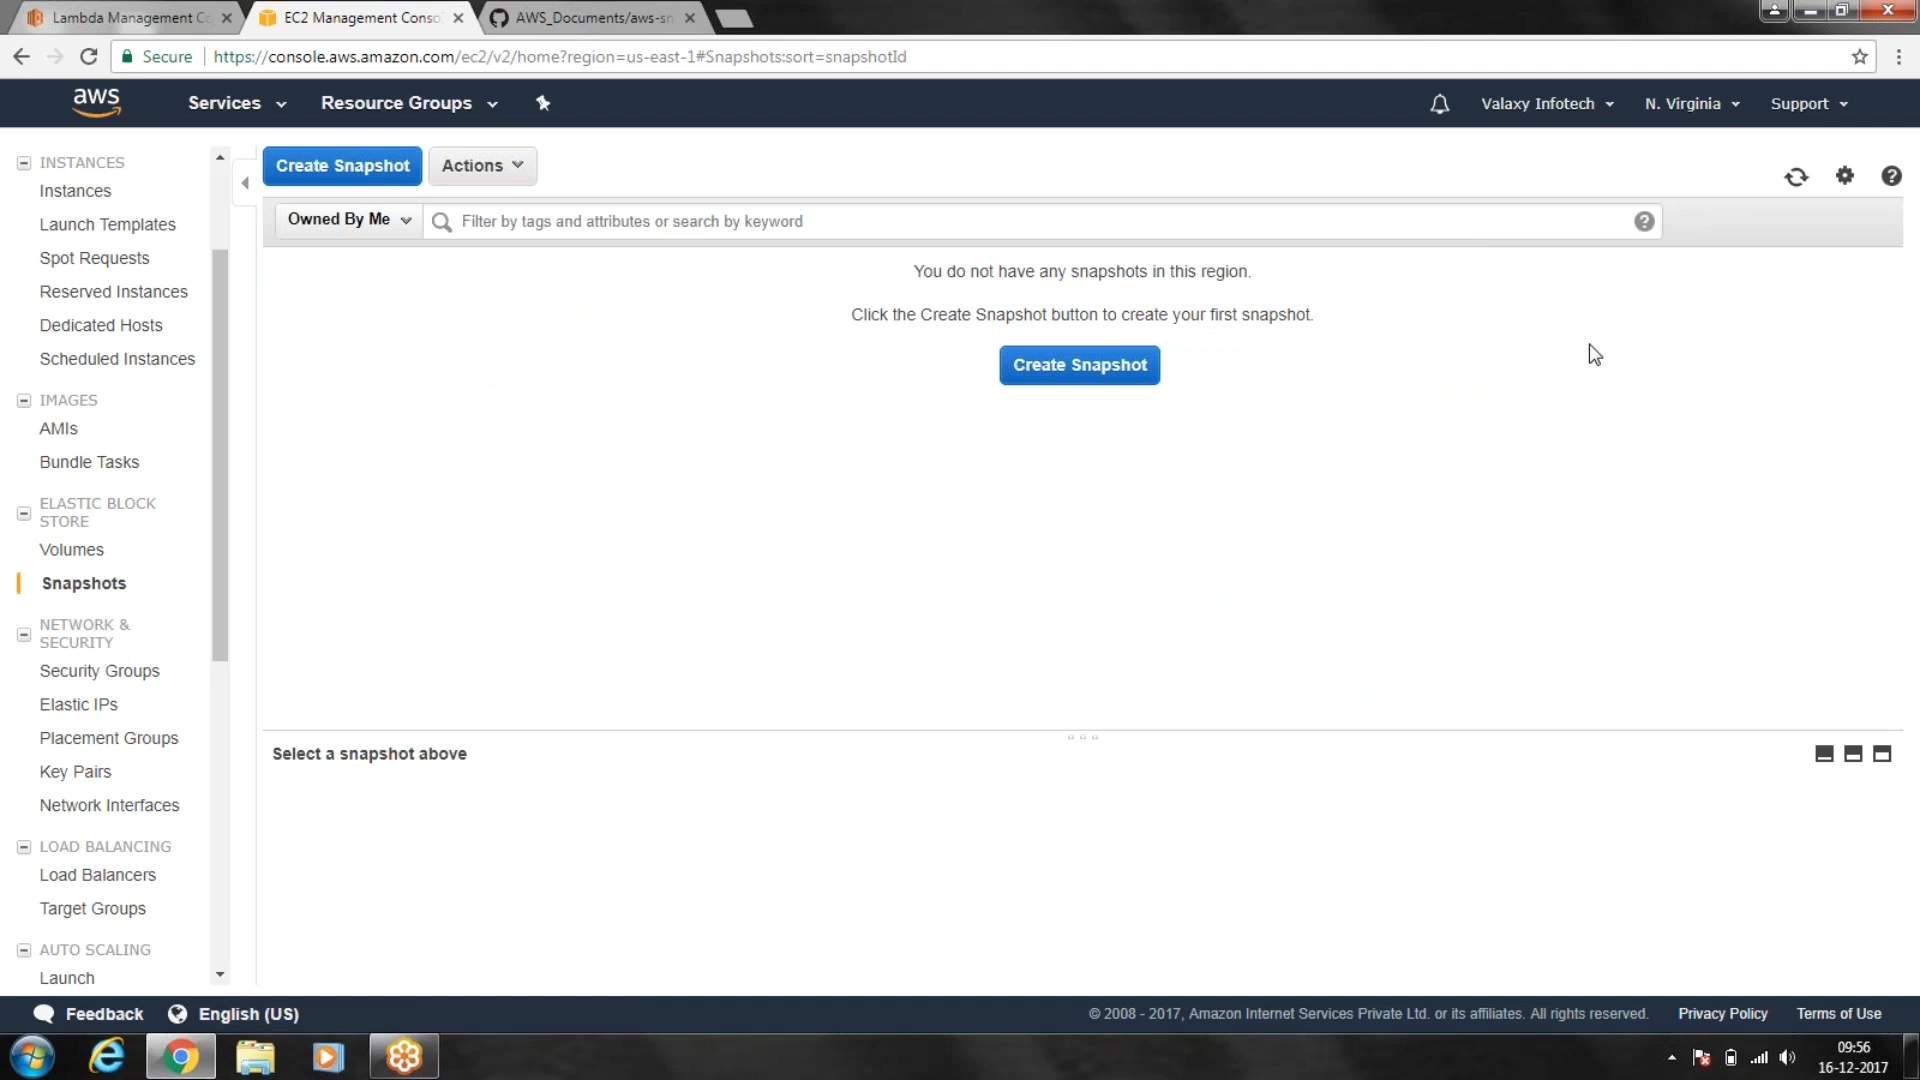 Lambda Management Co
EC2 Management Conso
AWS_Documents/aws-sn
Secure
https://console.aws.amazon.com/ec2/v2/home?region=us-east-1#Snapshots:sort=snapshotId
aws
Services
Resource Groups
Valaxy Infotech
N. Virginia
Support
INSTANCES
Instances
Launch Templates
Spot Requests
Reserved Instances
Dedicated Hosts
Scheduled Instances
IMAGES
AMIs
Bundle Tasks
ELASTIC BLOCK
STORE
Volumes
Snapshots
NETWORK &
SECURITY
Security Groups
Elastic IPs
Placement Groups
Key Pairs
Network Interfaces
LOAD BALANCING
Load Balancers
Target Groups
AUTO SCALING
Launch
Create Snapshot
Actions
Owned By Me
Filter by tags and attributes or search by keyword
You do not have any snapshots in this region.
Click the Create Snapshot button to create your first snapshot.
Create Snapshot
Select a snapshot above
Feedback
English (US)
© 2008 - 2017, Amazon Internet Services Private Ltd. or its affiliates. All rights reserved.
Privacy Policy
Terms of Use
09:56
16-12-2017